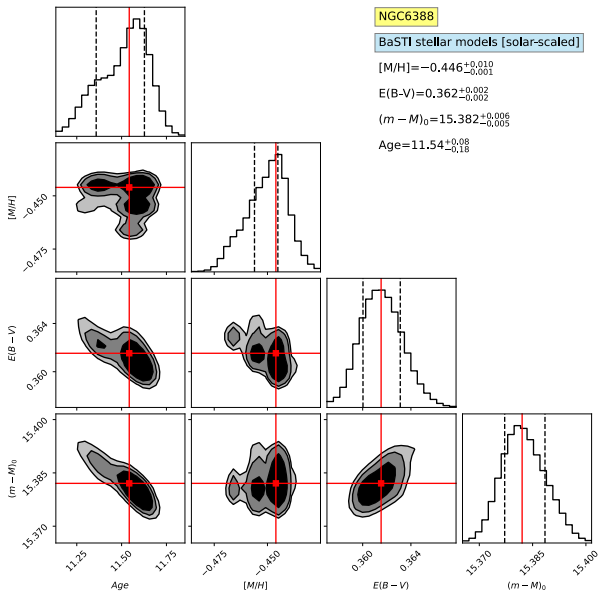 NGC6388
BaSTI stellar models [solar-scaled]
[M/H]=−0.446+0.010 −0.001
E(B–V)=0.362+0.002 −0.002
(m − M)₀=15.382+0.006 −0.005
Age=11.54+0.08 −0.18
[M/H]
−0.450
−0.475
E(B − V)
0.364
0.360
(m − M)₀
15.400
15.385
15.370
11.25 11.50 11.75
−0.475 −0.450
0.360 0.364
15.370 15.385 15.400
Age [M/H] E(B − V) (m − M)₀